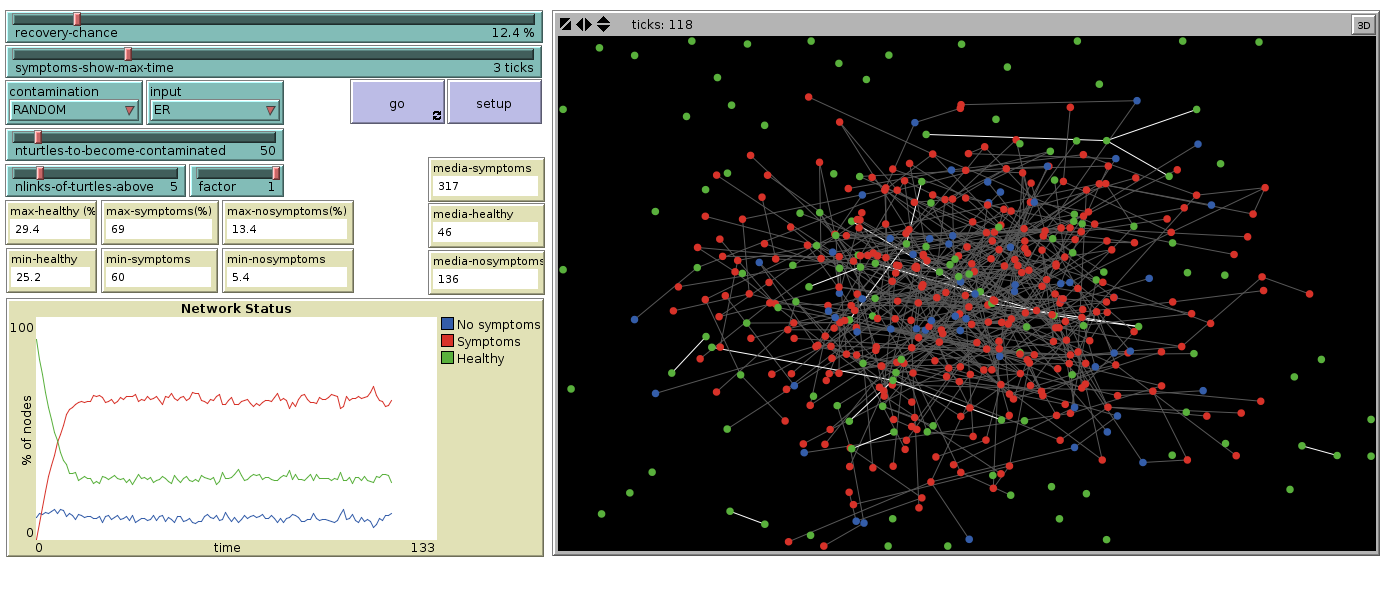 recovery-chance 12.4 %
symptoms-show-max-time 3 ticks
contamination
RANDOM
input
ER
go
setup
nturtles-to-become-contaminated 50
nlinks-of-turtles-above 5
factor 1
media-symptoms
317
max-healthy (%
29.4
max-symptoms(%)
69
max-nosymptoms(%)
13.4
media-healthy
46
min-healthy
25.2
min-symptoms
60
min-nosymptoms
5.4
media-nosymptoms
136
Network Status
100
% of nodes
0
0
time
133
No symptoms
Symptoms
Healthy
ticks: 118
3D